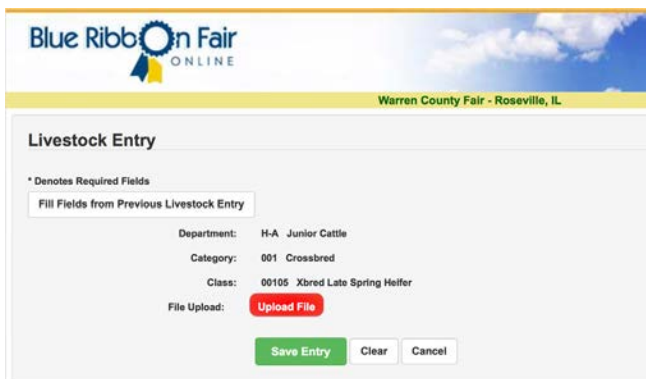 Blue Ribbon Fair
ONLINE
Warren County Fair - Roseville, IL
Livestock Entry
* Denotes Required Fields
Fill Fields from Previous Livestock Entry
Department: H-A Junior Cattle
Category: 001 Crossbred
Class: 00105 Xbred Late Spring Heifer
File Upload: Upload File
Save Entry Clear Cancel